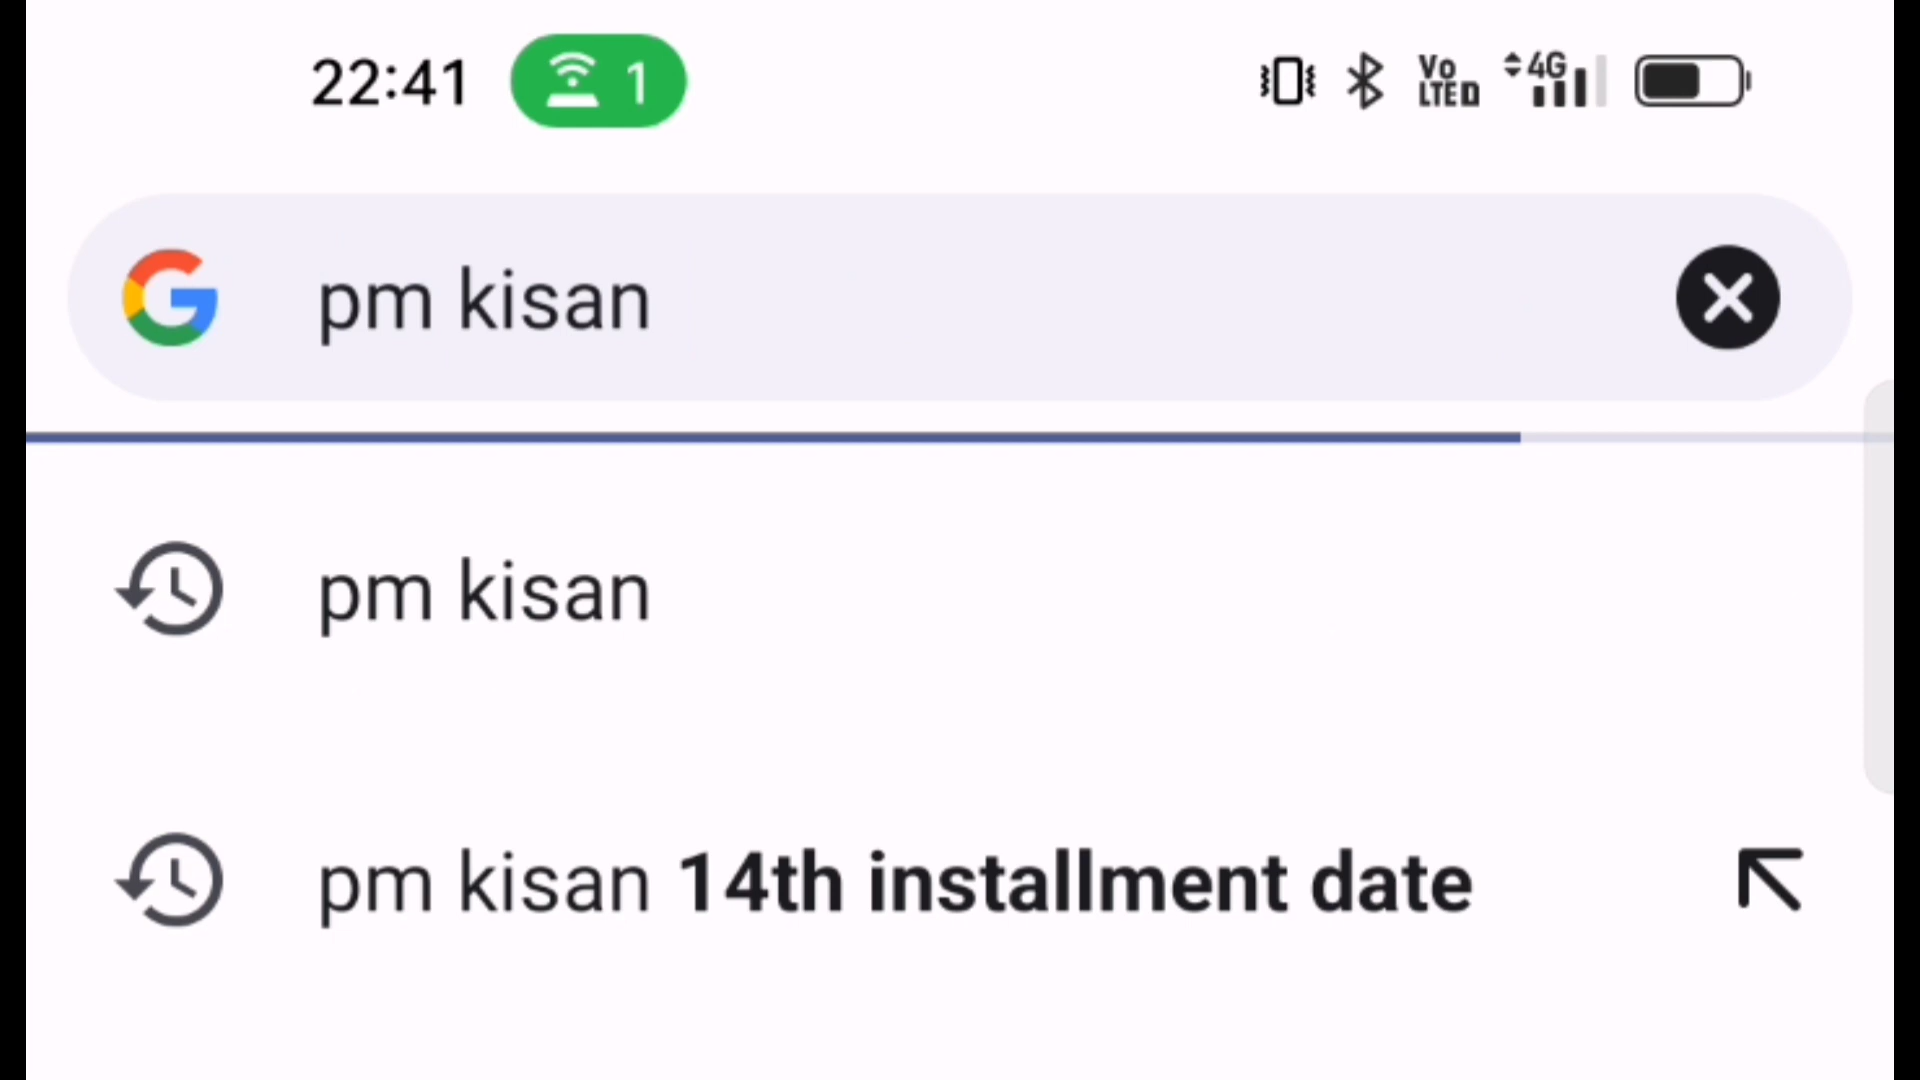 22:41 1 Vo LTE D 4G
pm kisan
pm kisan
pm kisan 14th installment date